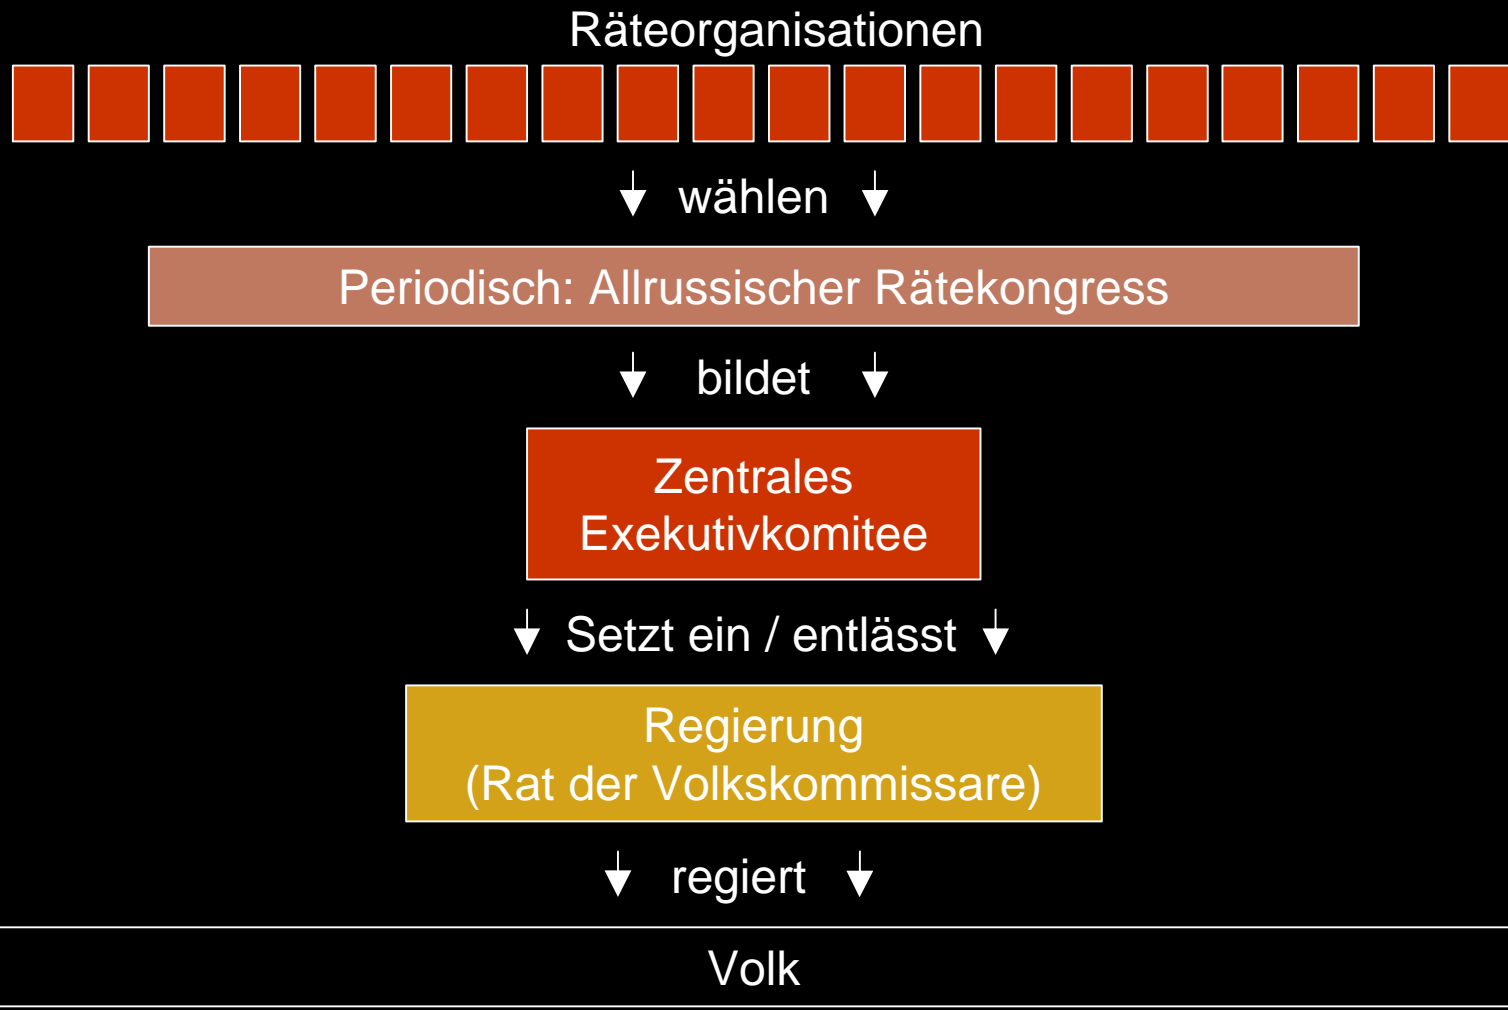 Räteorganisationen
wählen
Periodisch: Allrussischer Rätekongress
bildet
Zentrales
Exekutivkomitee
Setzt ein / entlässt
Regierung
(Rat der Volkskommissare)
regiert
Volk